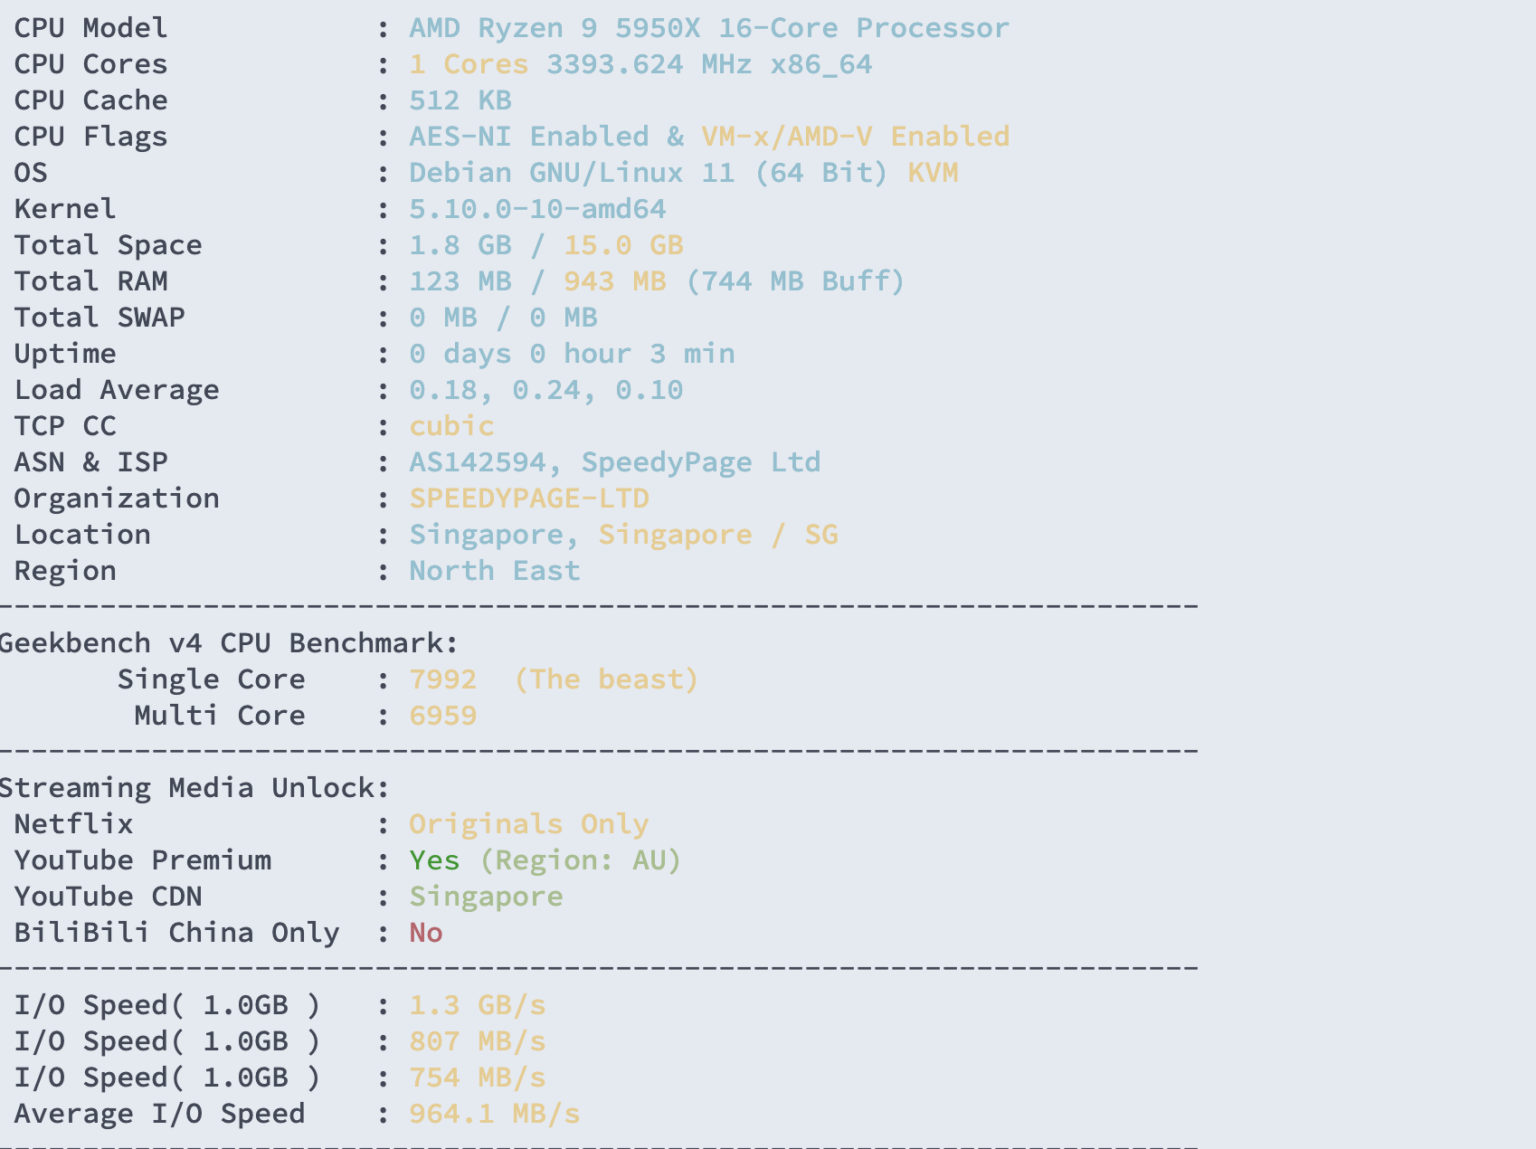 CPU Model : AMD Ryzen 9 5950X 16-Core Processor
CPU Cores : 1 Cores 3393.624 MHz x86_64
CPU Cache : 512 KB
CPU Flags : AES-NI Enabled & VM-x/AMD-V Enabled
OS : Debian GNU/Linux 11 (64 Bit) KVM
Kernel : 5.10.0-10-amd64
Total Space : 1.8 GB / 15.0 GB
Total RAM : 123 MB / 943 MB (744 MB Buff)
Total SWAP : 0 MB / 0 MB
Uptime : 0 days 0 hour 3 min
Load Average : 0.18, 0.24, 0.10
TCP CC : cubic
ASN & ISP : AS142594, SpeedyPage Ltd
Organization : SPEEDYPAGE-LTD
Location : Singapore, Singapore / SG
Region : North East
----------------------------------------------------------------------
Geekbench v4 CPU Benchmark:
Single Core : 7992 (The beast)
Multi Core : 6959
----------------------------------------------------------------------
Streaming Media Unlock:
Netflix : Originals Only
YouTube Premium : Yes (Region: AU)
YouTube CDN : Singapore
BiliBili China Only : No
----------------------------------------------------------------------
I/O Speed( 1.0GB ) : 1.3 GB/s
I/O Speed( 1.0GB ) : 807 MB/s
I/O Speed( 1.0GB ) : 754 MB/s
Average I/O Speed : 964.1 MB/s
----------------------------------------------------------------------